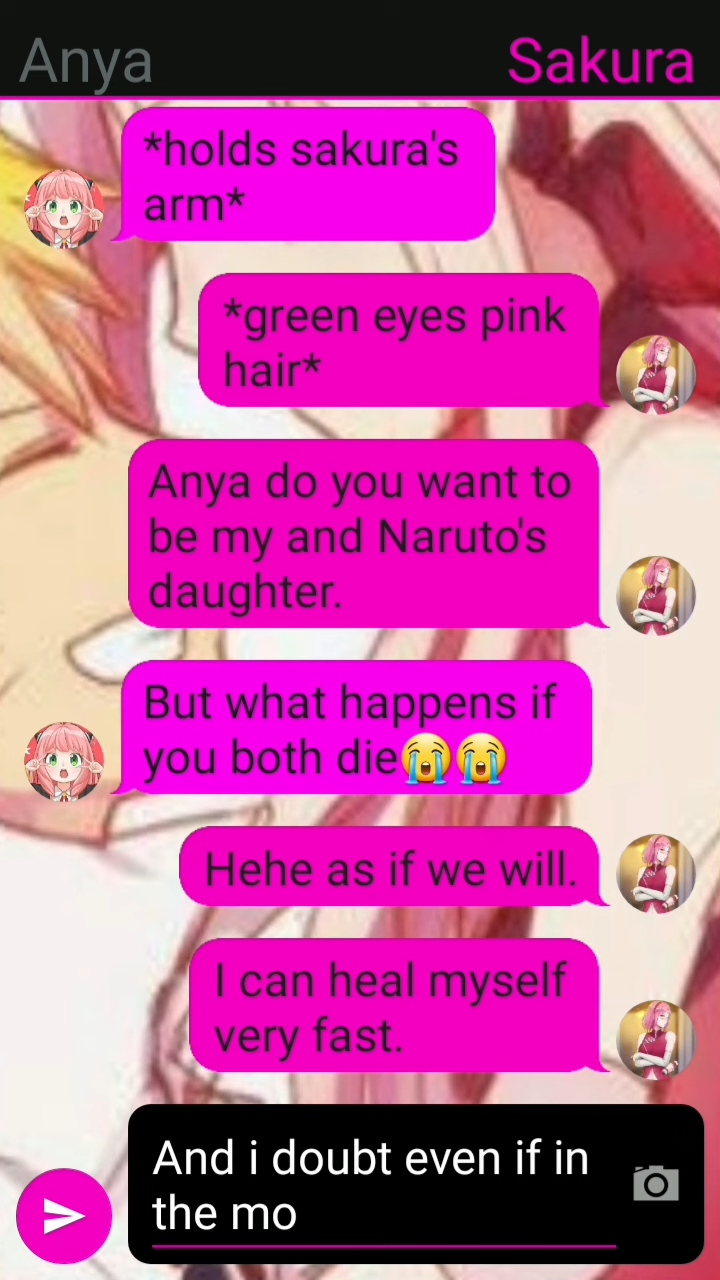 Anya
Sakura
*holds sakura's
arm*
*green eyes pink
hair*
Anya do you want to
be my and Naruto's
daughter.
But what happens if
you both die😭😭
Hehe as if we will.
I can heal myself
very fast.
And i doubt even if in
the mo